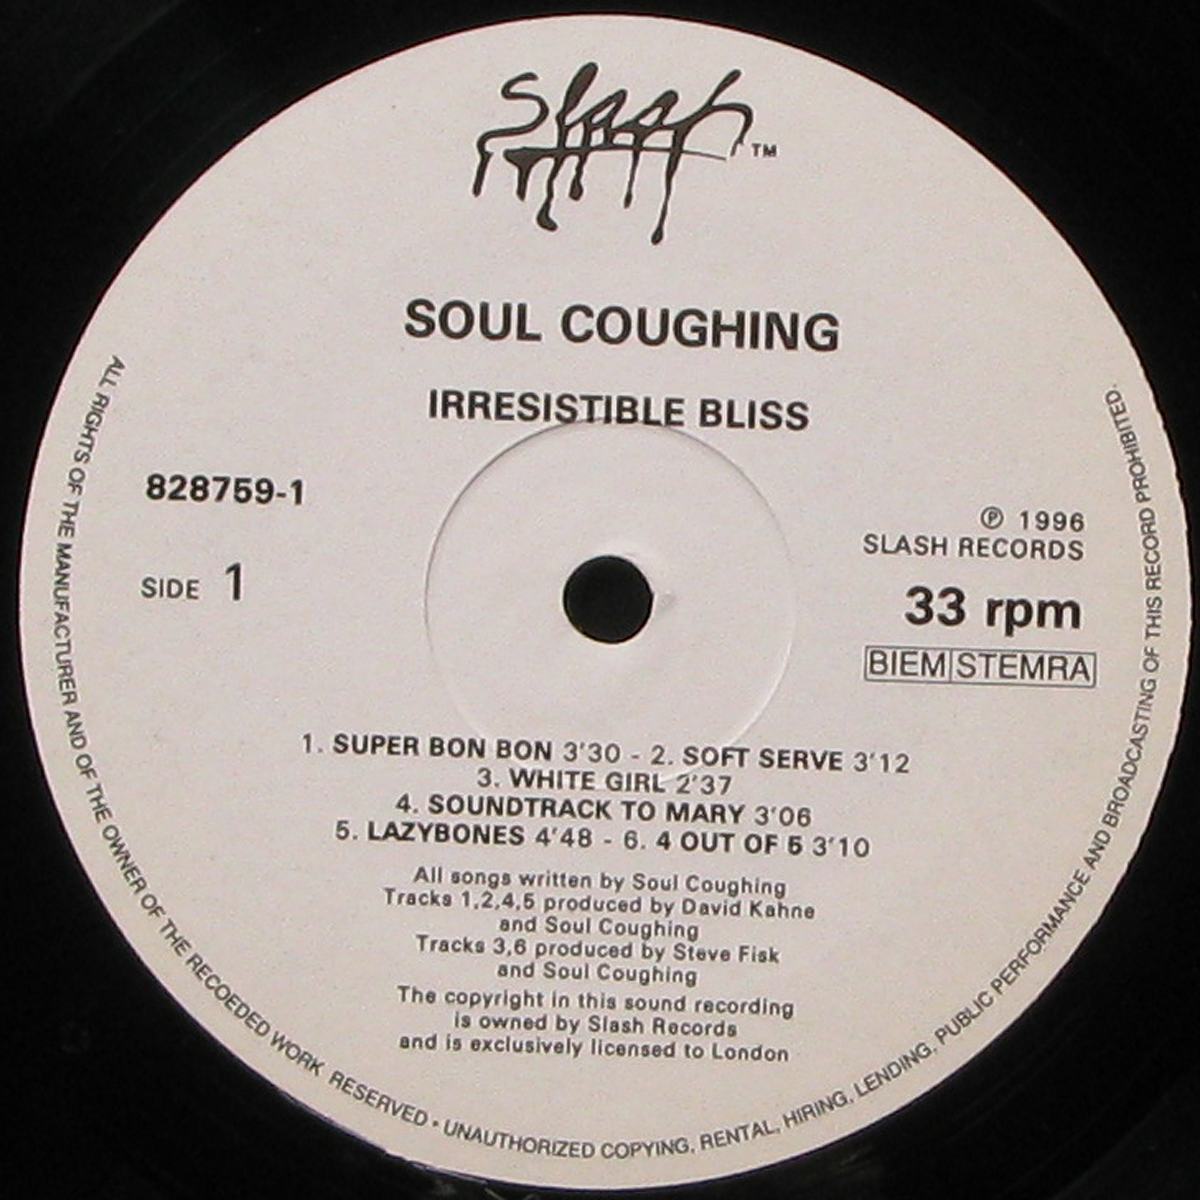 Slash TM
SOUL COUGHING
IRRESISTIBLE BLISS
828759-1
SIDE 1
℗ 1996
SLASH RECORDS
33 rpm
BIEM STEMRA
1. SUPER BON BON 3'30 - 2. SOFT SERVE 3'12
3. WHITE GIRL 2'37
4. SOUNDTRACK TO MARY 3'06
5. LAZYBONES 4'48 - 6. 4 OUT OF 5 3'10
All songs written by Soul Coughing
Tracks 1,2,4,5 produced by David Kahne
and Soul Coughing
Tracks 3,6 produced by Steve Fisk
and Soul Coughing
The copyright in this sound recording
is owned by Slash Records
and is exclusively licensed to London
ALL RIGHTS OF THE MANUFACTURER AND OF THE OWNER OF THE RECOEDED WORK RESERVED • UNAUTHORIZED COPYING, RENTAL, HIRING, LENDING, PUBLIC PERFORMANCE AND BROADCASTING OF THIS RECORD PROHIBITED.